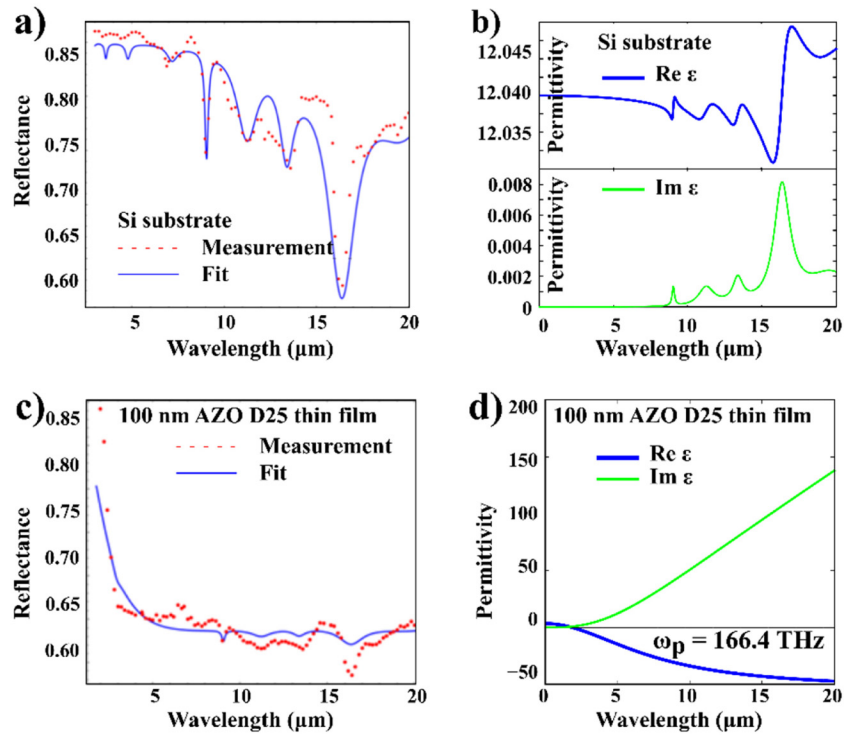 a)
0.85
0.80
0.75
0.70
0.65
0.60
Reflectance
Si substrate
Measurement
Fit
5
10
15
20
Wavelength (μm)
b)
12.045
12.040
12.035
Permittivity
Si substrate
Re ε
0.008
0.006
0.004
0.002
0
Permittivity
Im ε
0
5
10
15
20
Wavelength (μm)
c)
0.85
0.80
0.75
0.70
0.65
0.60
Reflectance
100 nm AZO D25 thin film
Measurement
Fit
5
10
15
20
Wavelength (μm)
d)
200
150
100
50
0
−50
Permittivity
100 nm AZO D25 thin film
Re ε
Im ε
ωp = 166.4 THz
0
5
10
15
20
Wavelength (μm)